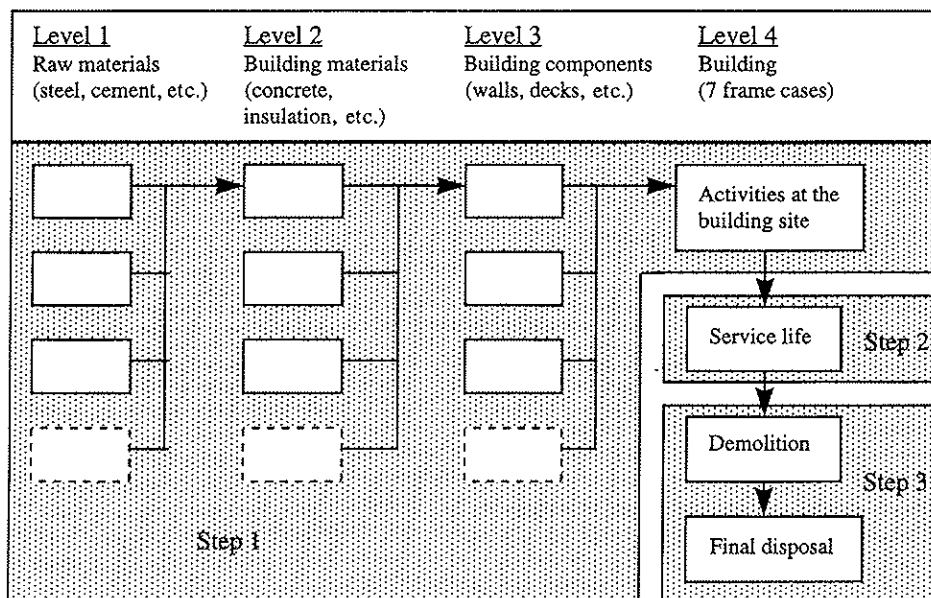 Level 1
Raw materials
(steel, cement, etc.)
Level 2
Building materials
(concrete,
insulation, etc.)
Level 3
Building components
(walls, decks, etc.)
Level 4
Building
(7 frame cases)
Activities at the
building site
Service life
Step 2
Demolition
Step 3
Final disposal
Step 1